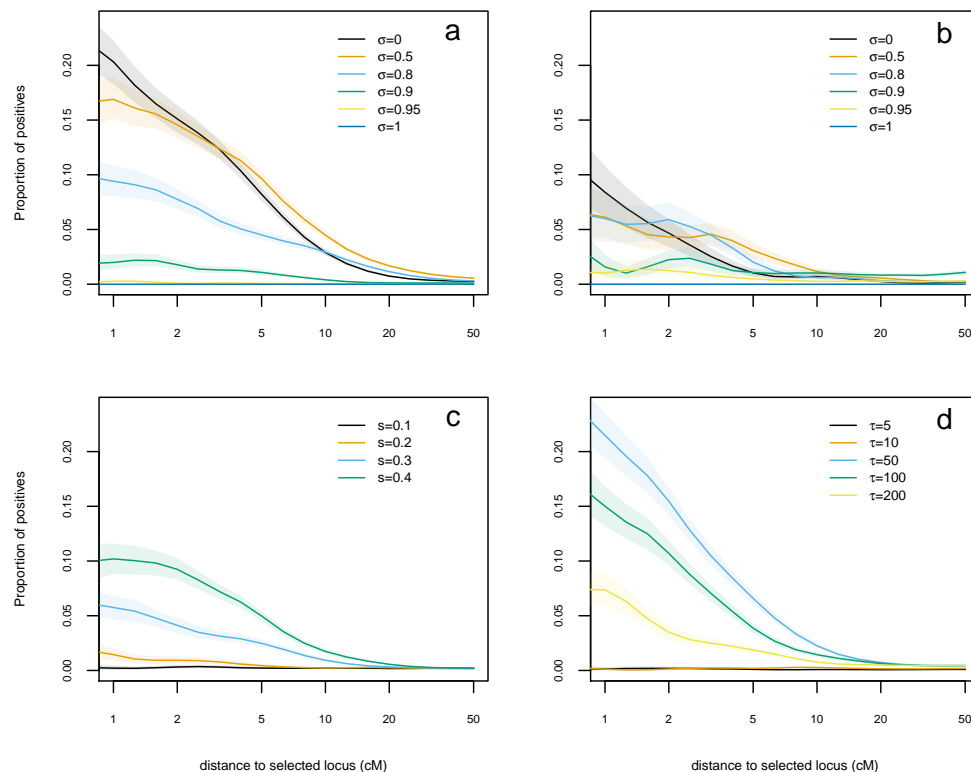 a
σ=0
σ=0.5
σ=0.8
σ=0.9
σ=0.95
σ=1
Proportion of positives
0.00 0.05 0.10 0.15 0.20
1 2 5 10 20 50
b
σ=0
σ=0.5
σ=0.8
σ=0.9
σ=0.95
σ=1
0.00 0.05 0.10 0.15 0.20
1 2 5 10 20 50
c
s=0.1
s=0.2
s=0.3
s=0.4
Proportion of positives
0.00 0.05 0.10 0.15 0.20
1 2 5 10 20 50
distance to selected locus (cM)
d
τ=5
τ=10
τ=50
τ=100
τ=200
0.00 0.05 0.10 0.15 0.20
1 2 5 10 20 50
distance to selected locus (cM)